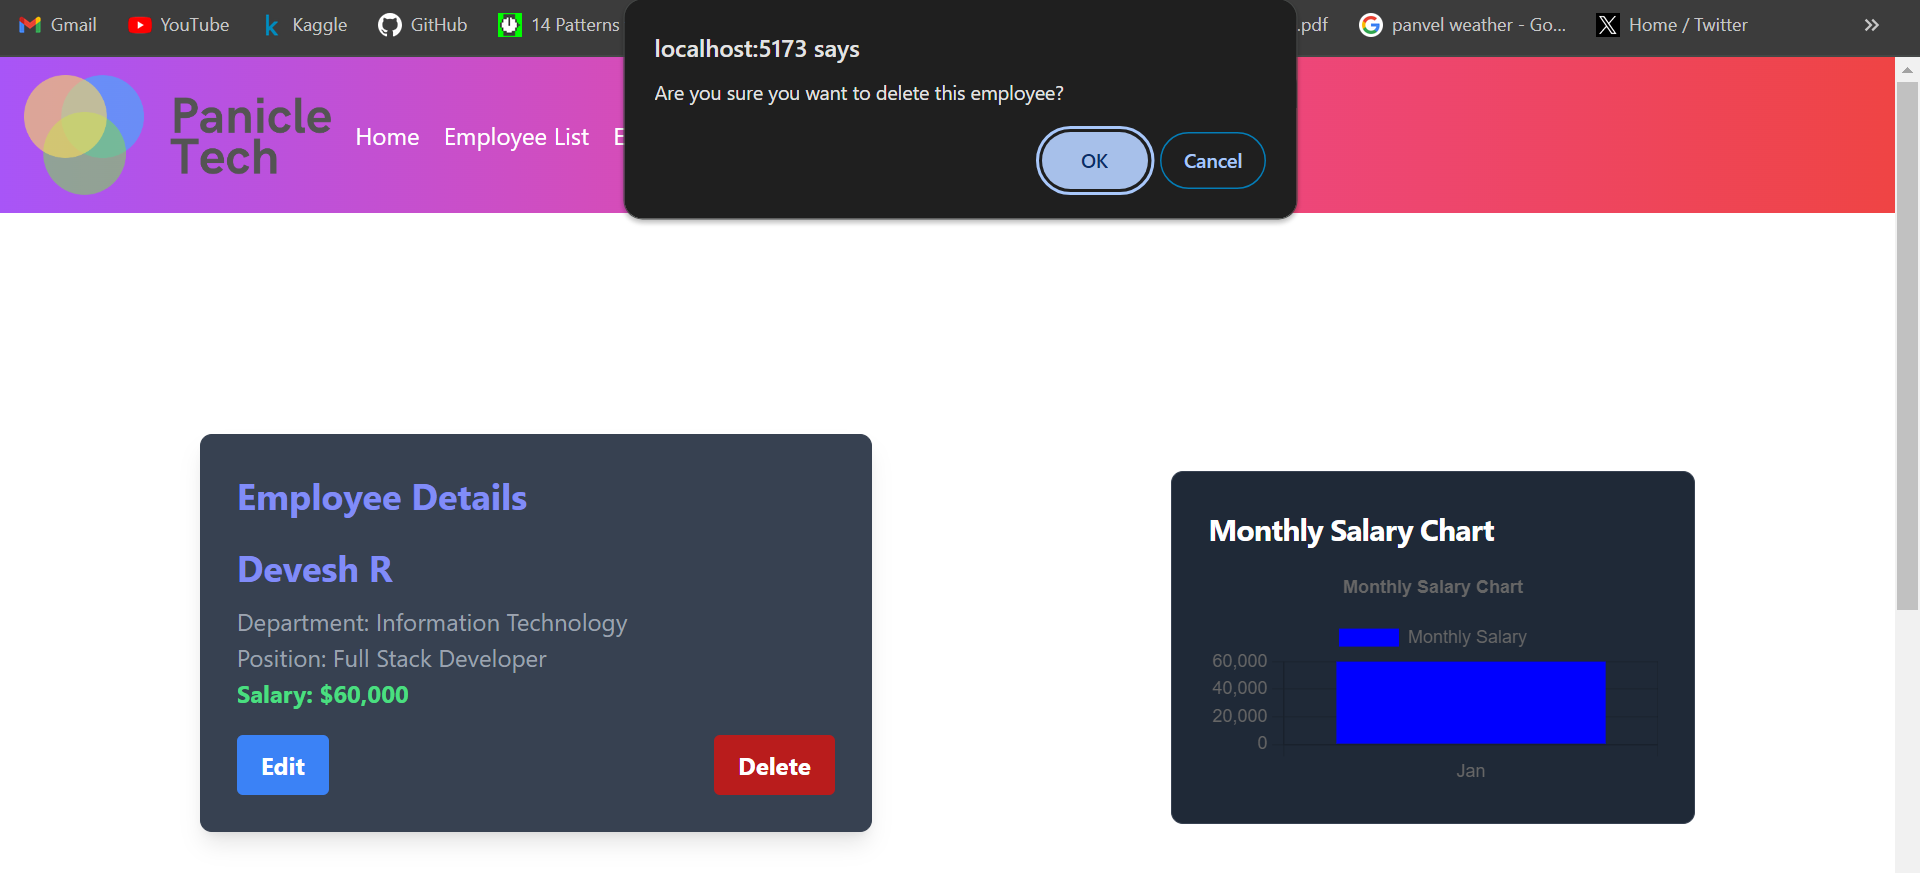 Gmail YouTube Kaggle GitHub 14 Patterns .pdf panvel weather - Go... Home / Twitter
localhost:5173 says
Are you sure you want to delete this employee?
OK Cancel
Panicle
Tech
Home Employee List E
Employee Details
Devesh R
Department: Information Technology
Position: Full Stack Developer
Salary: $60,000
Edit Delete
Monthly Salary Chart
Monthly Salary Chart
Monthly Salary
60,000
40,000
20,000
0
Jan